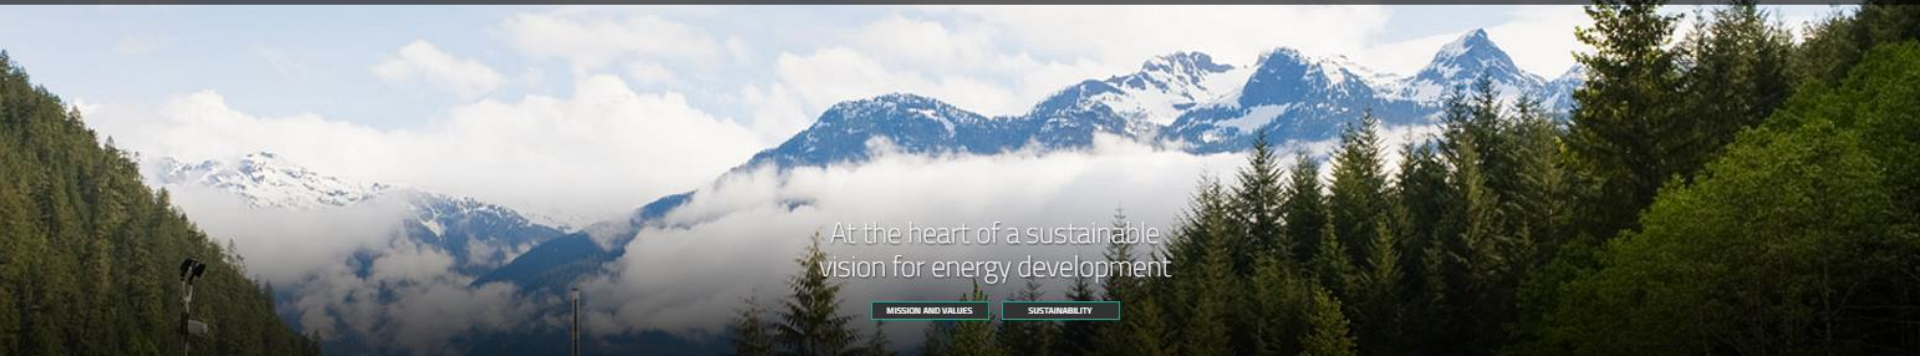 At the heart of a sustainable
vision for energy development
MISSION AND VALUES
SUSTAINABILITY